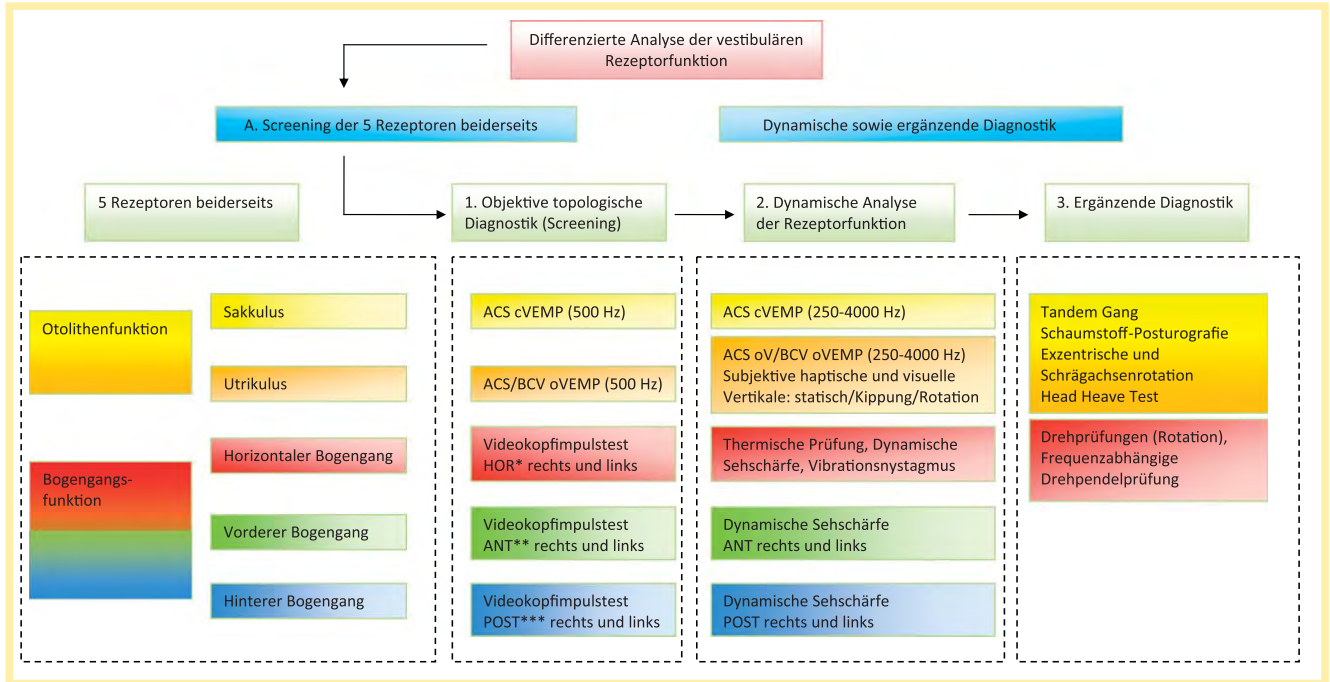 Differenzierte Analyse der vestibulären
Rezeptorfunktion
A. Screening der 5 Rezeptoren beiderseits
Dynamische sowie ergänzende Diagnostik
5 Rezeptoren beiderseits
1. Objektive topologische
Diagnostik (Screening)
2. Dynamische Analyse
der Rezeptorfunktion
3. Ergänzende Diagnostik
Otolithenfunktion
Sakkulus
Utrikulus
Bogengangs-
funktion
Horizontaler Bogengang
Vorderer Bogengang
Hinterer Bogengang
ACS cVEMP (500 Hz)
ACS/BCV oVEMP (500 Hz)
Videokopfimpulstest
HOR* rechts und links
Videokopfimpulstest
ANT** rechts und links
Videokopfimpulstest
POST*** rechts und links
ACS cVEMP (250-4000 Hz)
ACS oV/BCV oVEMP (250-4000 Hz)
Subjektive haptische und visuelle
Vertikale: statisch/Kippung/Rotation
Thermische Prüfung, Dynamische
Sehschärfe, Vibrationsnystagmus
Dynamische Sehschärfe
ANT rechts und links
Dynamische Sehschärfe
POST rechts und links
Tandem Gang
Schaumstoff-Posturografie
Exzentrische und
Schrägachsenrotation
Head Heave Test
Drehprüfungen (Rotation),
Frequenzabhängige
Drehpendelprüfung